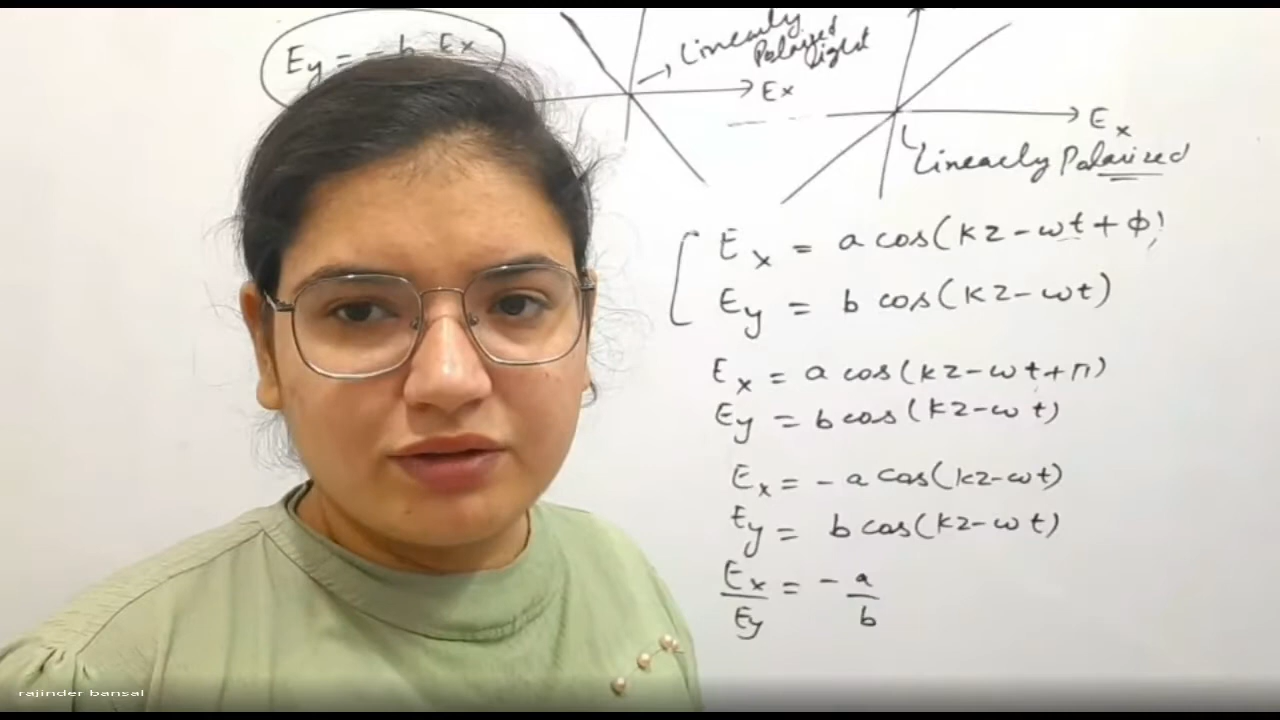 Ey = - b Ex
Linearly
Polarized
light
Ex
Ex
Linearly Polarized
Ex = a cos(kz-ωt+ϕ)
Ey = b cos(kz-ωt)
Ex = a cos(kz-ωt+π)
Ey = b cos(kz-ωt)
Ex = - a cos(kz-ωt)
Ey = b cos(kz-ωt)
Ex/Ey = - a/b
rajinder bansal